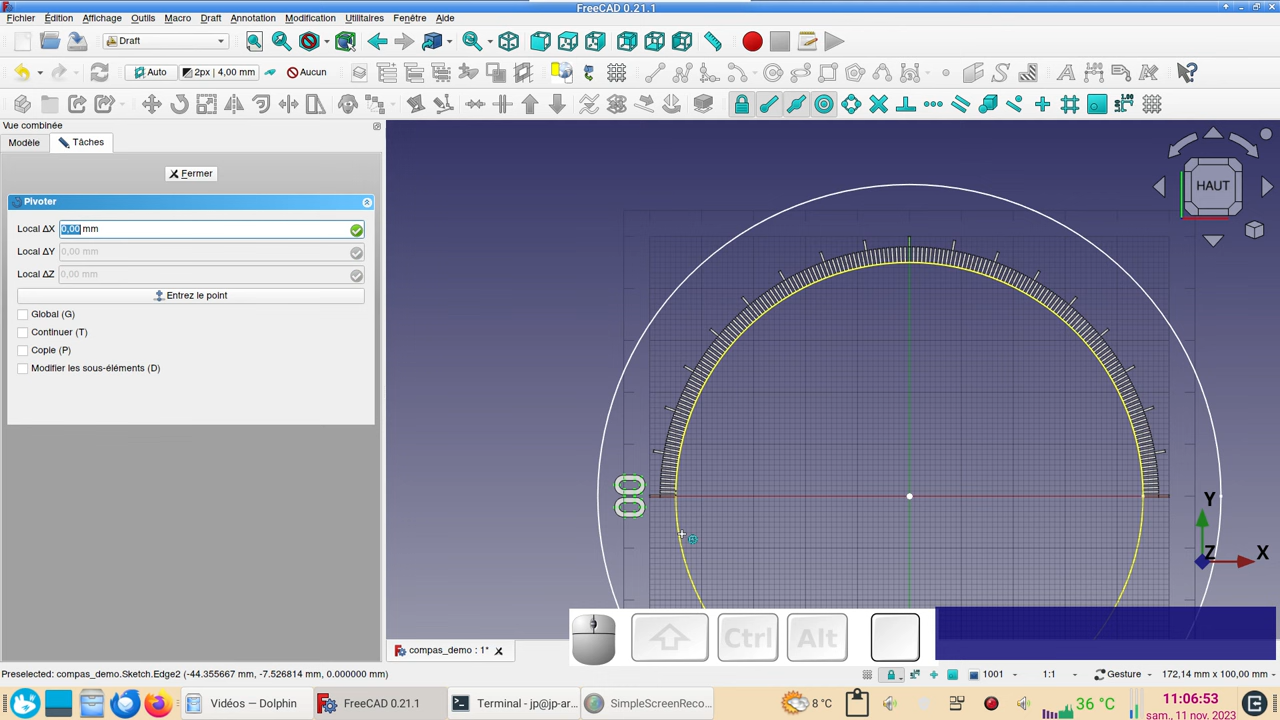 FreeCAD 0.21.1
Fichier Édition Affichage Outils Macro Draft Annotation Modification Utilitaires Fenêtre Aide
Draft
Auto 2px | 4,00 mm Aucun
Vue combinée
Modèle Tâches
Fermer
Pivoter
Local ΔX 0,00 mm
Local ΔY 0,00 mm
Local ΔZ 0,00 mm
Entrez le point
Global (G)
Continuer (T)
Copie (P)
Modifier les sous-éléments (D)
HAUT
00
Y
Z X
Ctrl Alt
compas_demo : 1*
Preselected: compas_demo.Sketch.Edge2 (-44.355667 mm, -7.526814 mm, 0.000000 mm) 1001 1:1 Gesture 172,14 mm x 100,00 mm
Vidéos — Dolphin FreeCAD 0.21.1 Terminal - jp@jp-ar... SimpleScreenReco... 8°C 36 °C 11:06:53
sam., 11 nov. 2023